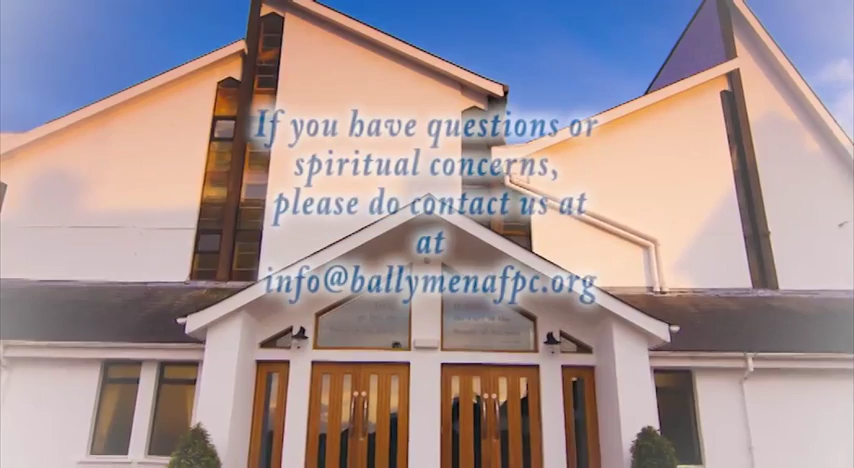 If you have questions or
spiritual concerns,
please do contact us at
at
info@ballymenafpc.org